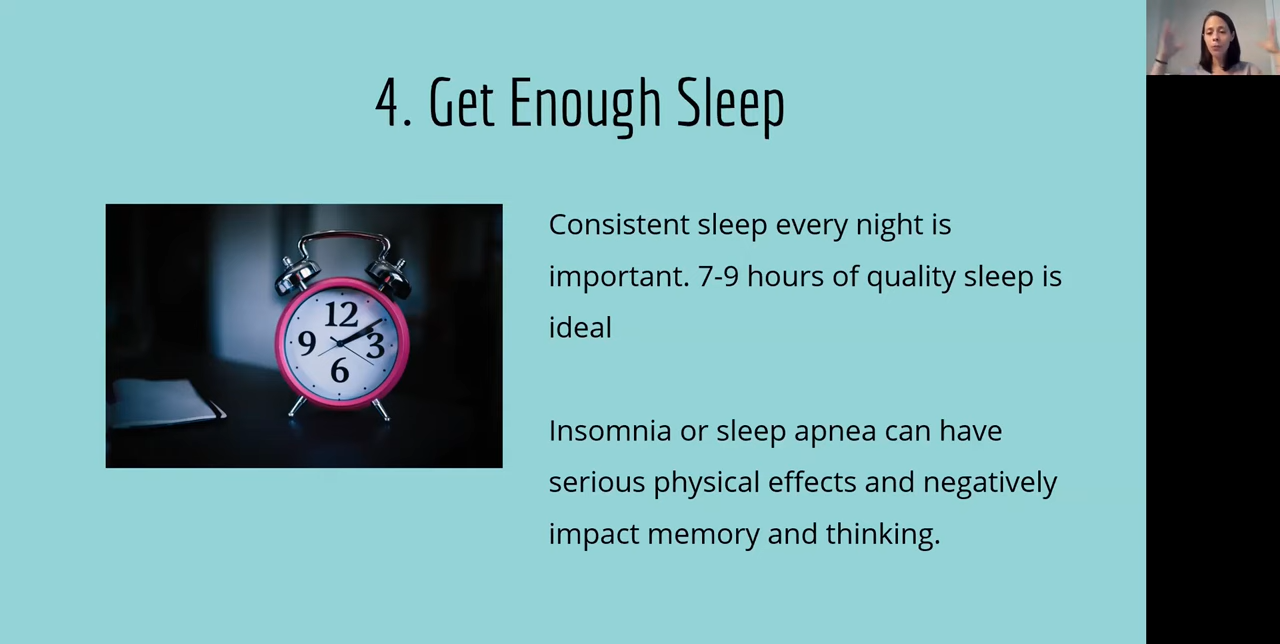 4. Get Enough Sleep
12
9 3
6
Consistent sleep every night is
important. 7-9 hours of quality sleep is
ideal
Insomnia or sleep apnea can have
serious physical effects and negatively
impact memory and thinking.